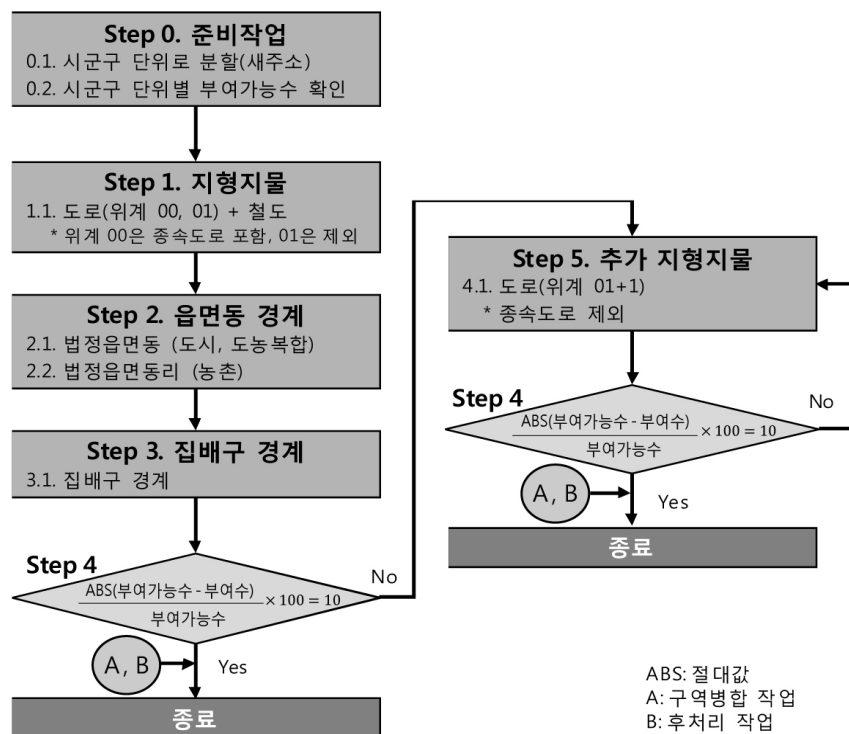 Step 0. 준비작업
0.1. 시군구 단위로 분할(새주소)
0.2. 시군구 단위별 부여가능수 확인
Step 1. 지형지물
1.1. 도로(위계 00, 01) + 철도
* 위계 00은 종속도로 포함, 01은 제외
Step 2. 읍면동 경계
2.1. 법정읍면동 (도시, 도농복합)
2.2. 법정읍면동리 (농촌)
Step 3. 집배구 경계
3.1. 집배구 경계
Step 4
ABS(부여가능수 - 부여수)
부여가능수
× 100 = 10
No
A, B
Yes
종료
Step 5. 추가 지형지물
4.1. 도로(위계 01+1)
* 종속도로 제외
Step 4
ABS(부여가능수 - 부여수)
부여가능수
× 100 = 10
No
A, B
Yes
종료
ABS: 절대값
A: 구역병합 작업
B: 후처리 작업